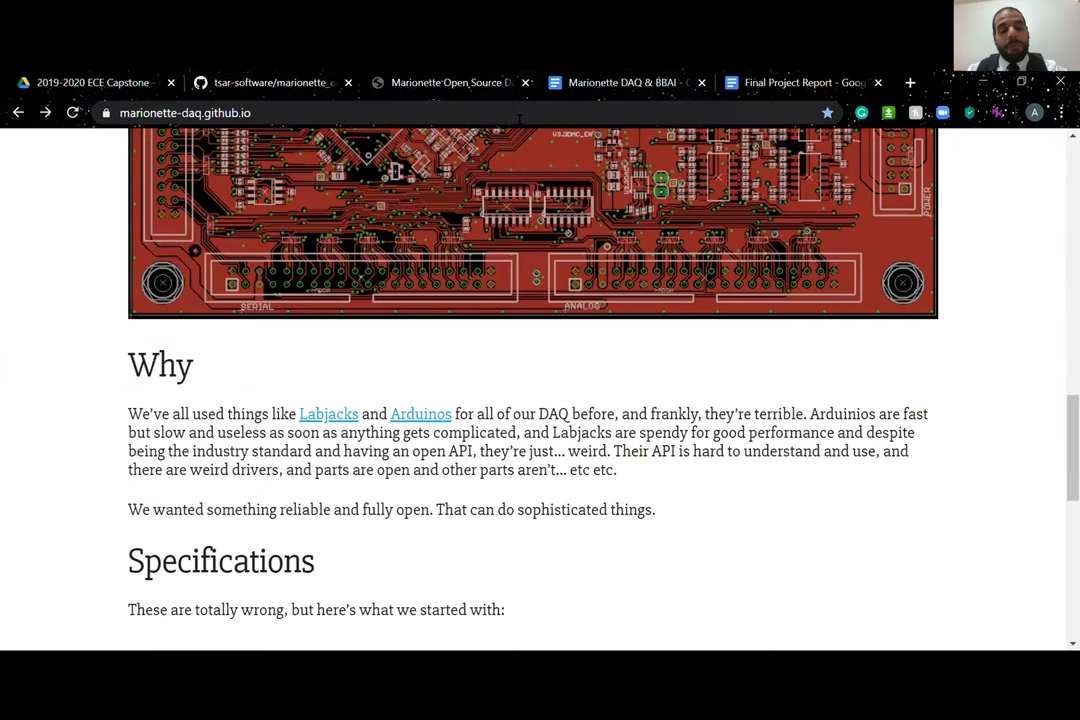 2019-2020 ECE Capstone -
tsar-software/marionette_c
Marionette Open Source D
Marionette DAQ & BBAI - G
Final Project Report - Goog
marionette-daq.github.io
A
POWER
SERIAL
ANALOG
Why
We've all used things like Labjacks and Arduinos for all of our DAQ before, and frankly, they're terrible. Arduinios are fast
but slow and useless as soon as anything gets complicated, and Labjacks are spendy for good performance and despite
being the industry standard and having an open API, they're just... weird. Their API is hard to understand and use, and
there are weird drivers, and parts are open and other parts aren't... etc etc.
We wanted something reliable and fully open. That can do sophisticated things.
Specifications
These are totally wrong, but here's what we started with: